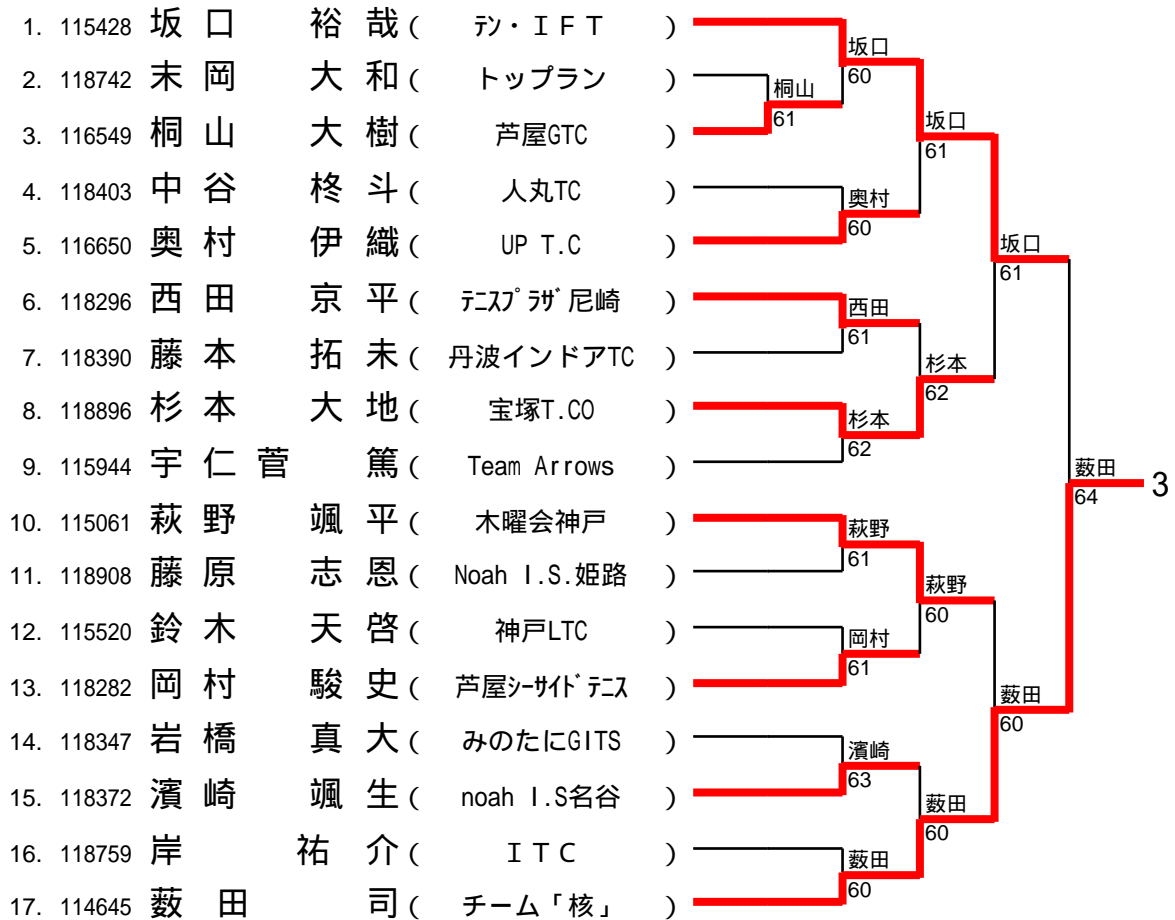 1. 115428 坂口 裕哉 ( テン・ＩＦＴ )
坂口
2. 118742 末岡 大和 ( トップラン )
60
桐山
3. 116549 桐山 大樹 ( 芦屋GTC )
61
坂口
61
4. 118403 中谷 柊斗 ( 人丸TC )
奥村
5. 116650 奥村 伊織 ( UP T.C )
60
坂口
61
6. 118296 西田 京平 ( テニスプラザ尼崎 )
西田
61
7. 118390 藤本 拓未 ( 丹波インドアTC )
杉本
62
8. 118896 杉本 大地 ( 宝塚T.CO )
杉本
62
9. 115944 宇仁菅 篤 ( Team Arrows )
薮田 3
64
10. 115061 萩野 颯平 ( 木曜会神戸 )
萩野
61
11. 118908 藤原 志恩 ( Noah I.S.姫路 )
萩野
60
12. 115520 鈴木 天啓 ( 神戸LTC )
岡村
61
13. 118282 岡村 駿史 ( 芦屋シーサイドテニス )
薮田
60
14. 118347 岩橋 真大 ( みのたにGITS )
濱崎
63
15. 118372 濱崎 颯生 ( noah I.S名谷 )
薮田
60
16. 118759 岸 祐介 ( ＩＴＣ )
薮田
60
17. 114645 薮田 司 ( チーム「核」 )